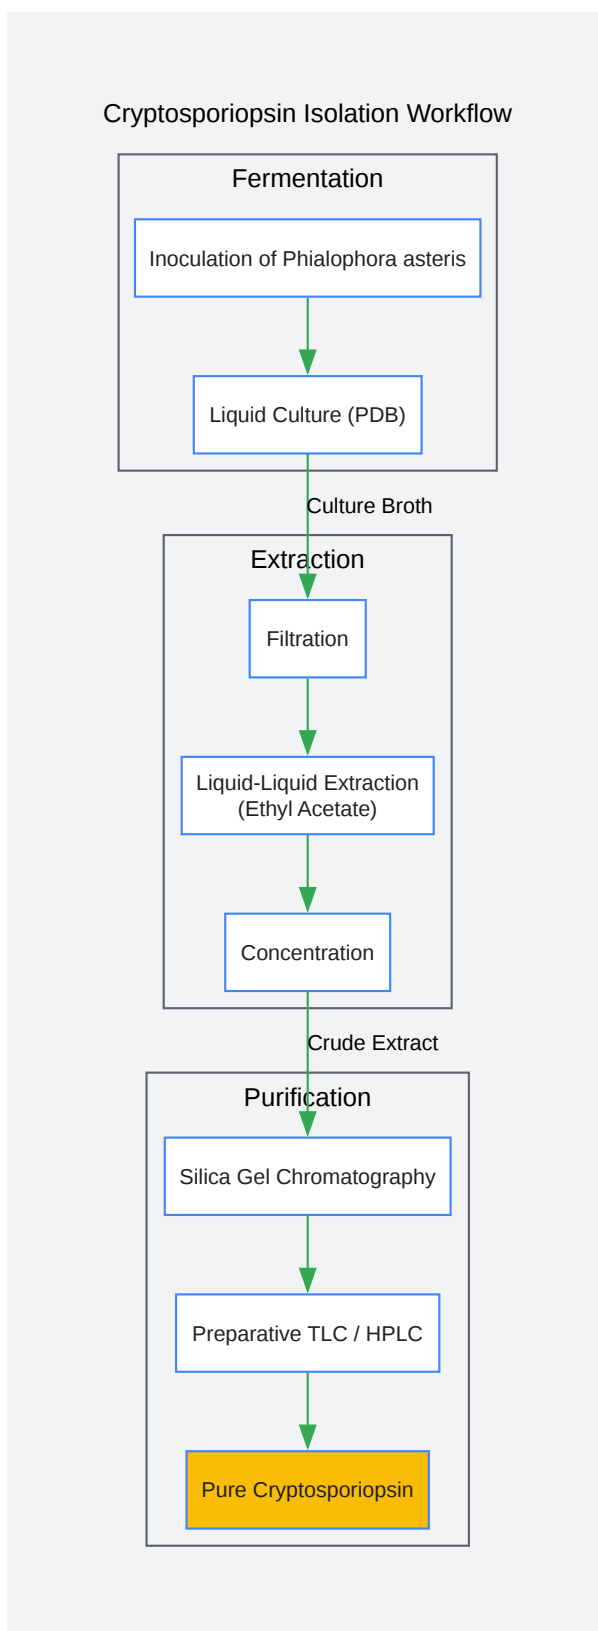 Cryptosporiopsin Isolation Workflow
Fermentation
Inoculation of Phialophora asteris
Liquid Culture (PDB)
Culture Broth
Extraction
Filtration
Liquid-Liquid Extraction
(Ethyl Acetate)
Concentration
Crude Extract
Purification
Silica Gel Chromatography
Preparative TLC / HPLC
Pure Cryptosporiopsin